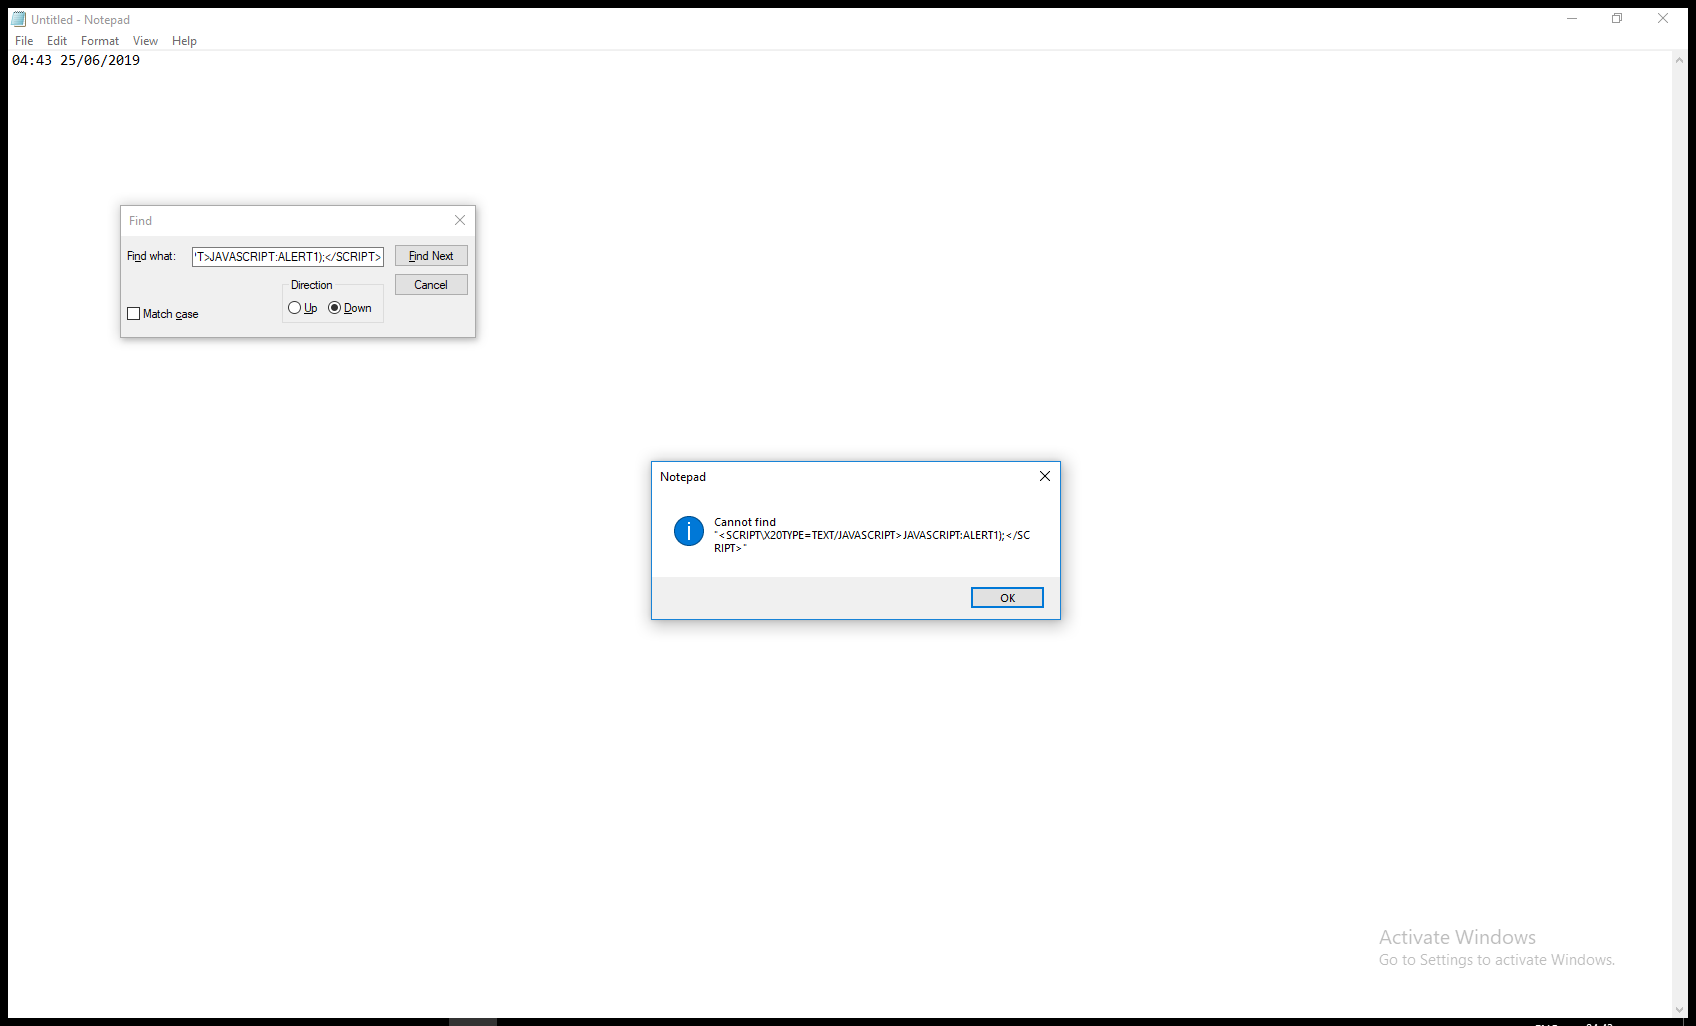 Untitled - Notepad
File Edit Format View Help
04:43 25/06/2019
Find
Find what: 'T>JAVASCRIPT:ALERT1);</SCRIPT> Find Next
Direction Cancel
Match case Up Down
Notepad
Cannot find
"<SCRIPT\X20TYPE=TEXT/JAVASCRIPT>JAVASCRIPT:ALERT1);</SC
RIPT>"
OK
Activate Windows
Go to Settings to activate Windows.